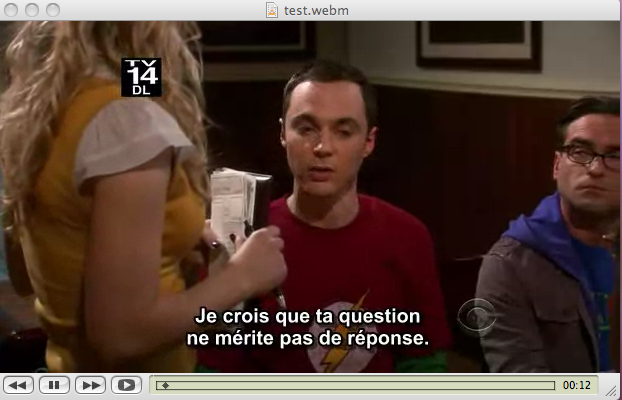 test.webm
TV
14
DL
Je crois que ta question
ne mérite pas de réponse.
00:12